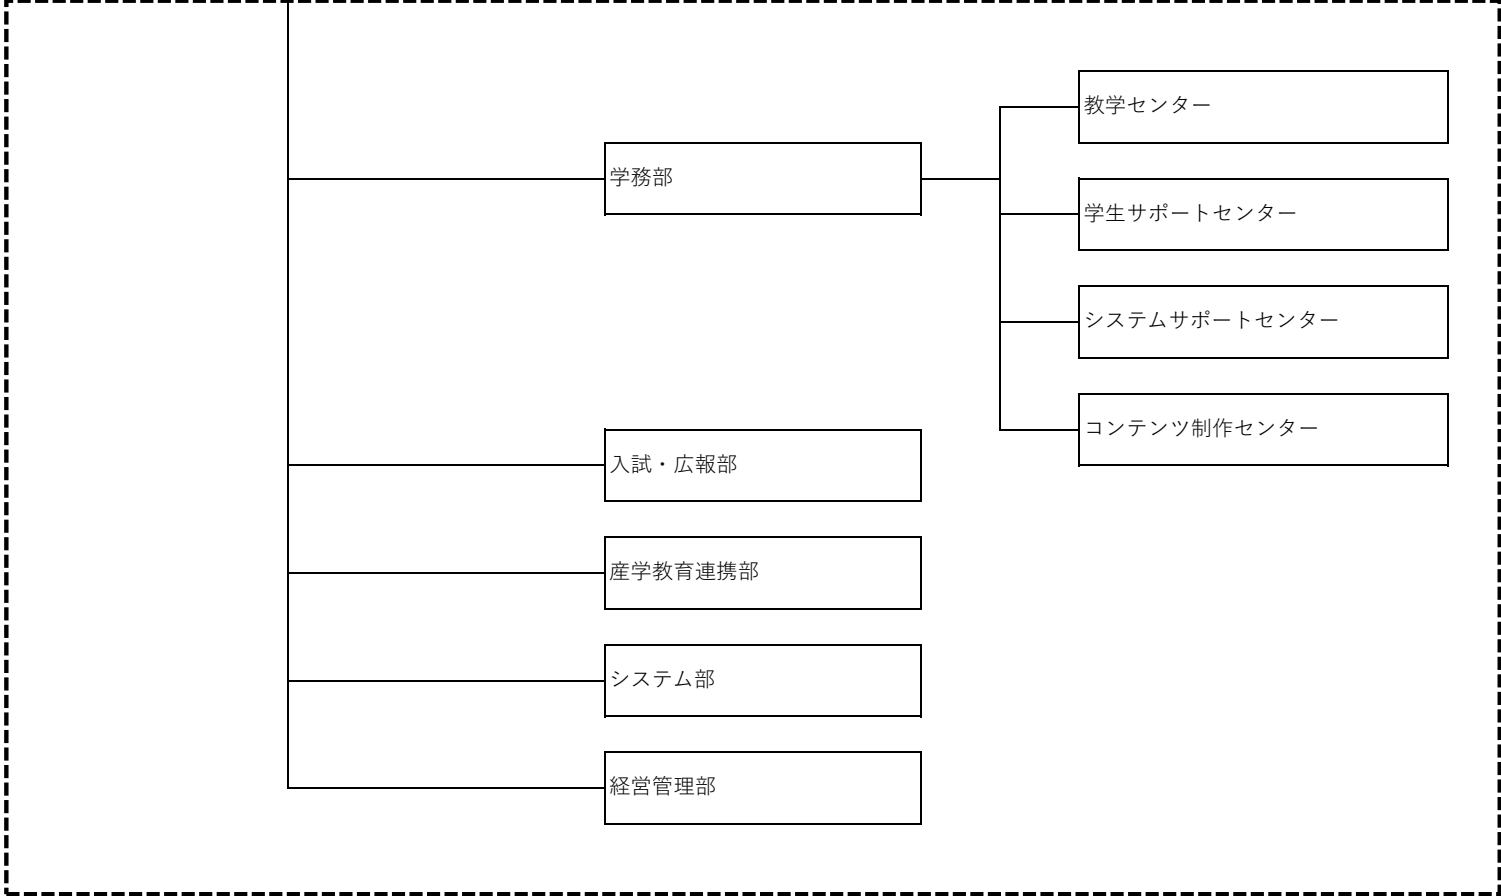 教学センター
学務部
学生サポートセンター
システムサポートセンター
コンテンツ制作センター
入試・広報部
産学教育連携部
システム部
経営管理部